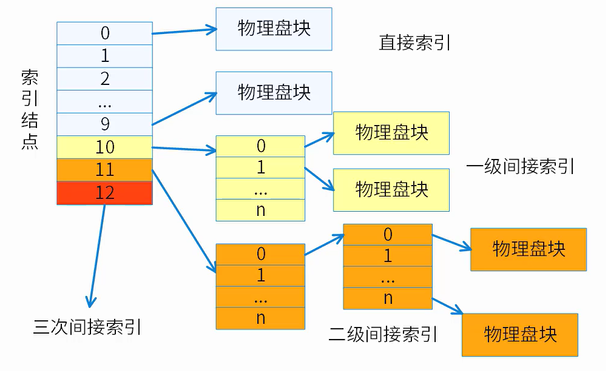 索引结点
0
1
2
...
9
10
11
12
物理盘块
直接索引
物理盘块
0
1
...
n
物理盘块
物理盘块
一级间接索引
0
1
...
n
0
1
...
n
物理盘块
物理盘块
二级间接索引
三次间接索引